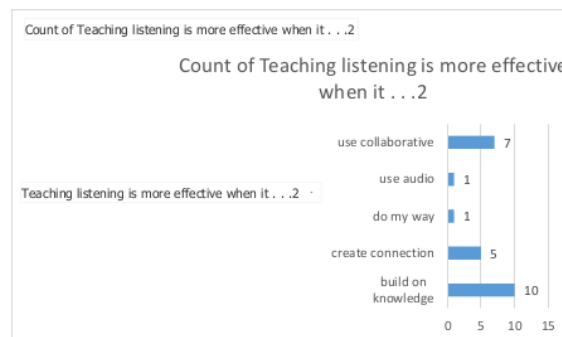 Count of Teaching listening is more effective when it . . .2
Count of Teaching listening is more effective
when it . . .2
Teaching listening is more effective when it . . .2
use collaborative
7
use audio
1
do my way
1
create connection
5
build on
knowledge
10
0 5 10 15